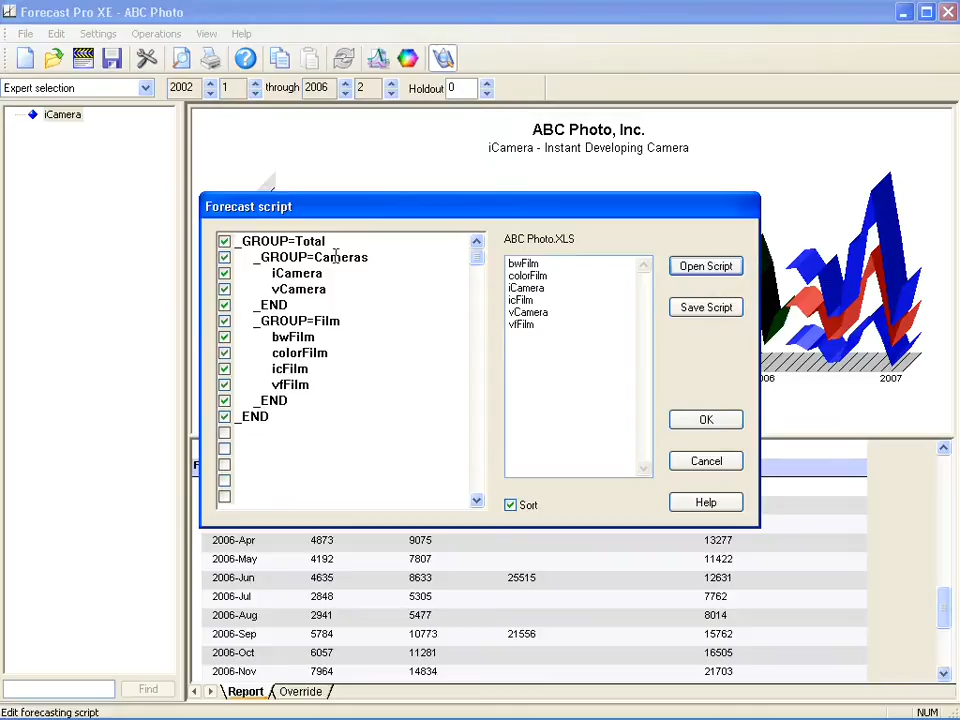 Forecast Pro XE - ABC Photo
File Edit Settings Operations View Help
Expert selection 2002 1 through 2006 2 Holdout 0
iCamera
ABC Photo, Inc.
iCamera - Instant Developing Camera
2006 2007
Forecast script
_GROUP=Total
_GROUP=Cameras
iCamera
vCamera
_END
_GROUP=Film
bwFilm
colorFilm
icFilm
vfFilm
_END
_END
ABC Photo.XLS
bwFilm
colorFilm
iCamera
icFilm
vCamera
vfFilm
Sort
Open Script
Save Script
OK
Cancel
Help
2006-Apr 4873 9075 13277
2006-May 4192 7807 11422
2006-Jun 4635 8633 25515 12631
2006-Jul 2848 5305 7762
2006-Aug 2941 5477 8014
2006-Sep 5784 10773 21556 15762
2006-Oct 6057 11281 16505
2006-Nov 7964 14834 21703
Find
Report Override
Edit forecasting script NUM